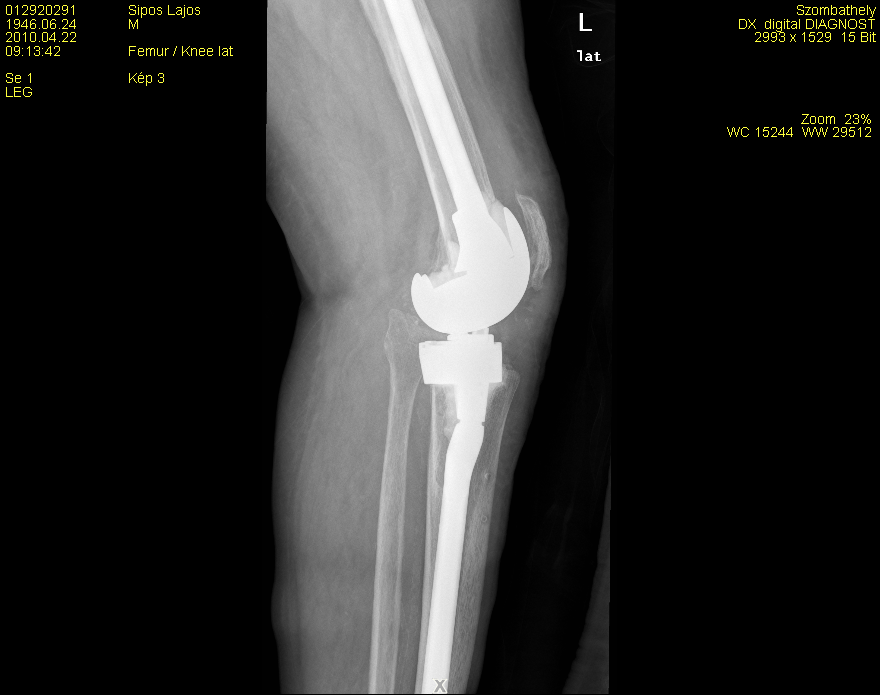 012920291
1946.06.24
2010.04.22
09:13:42
Se 1
LEG
Sipos Lajos
M
Femur / Knee lat
Kép 3
L
lat
Szombathely
DX digital DIAGNOST
2993 x 1529 15 Bit
Zoom 23%
WC 15244 WW 29512
X